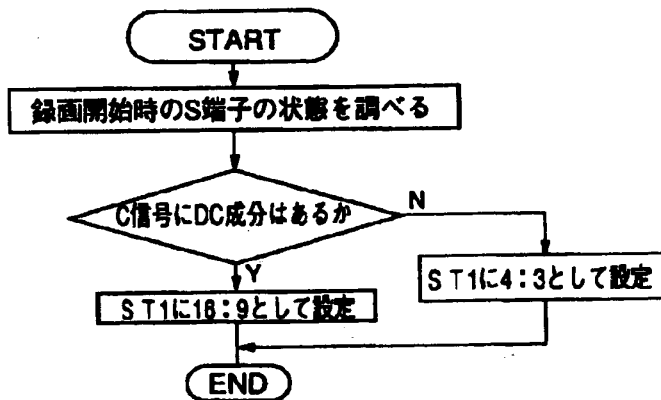 START
録画開始時のS端子の状態を調べる
C信号にDC成分はあるか
N
Y
ST1に4:3として設定
ST1に16:9として設定
END